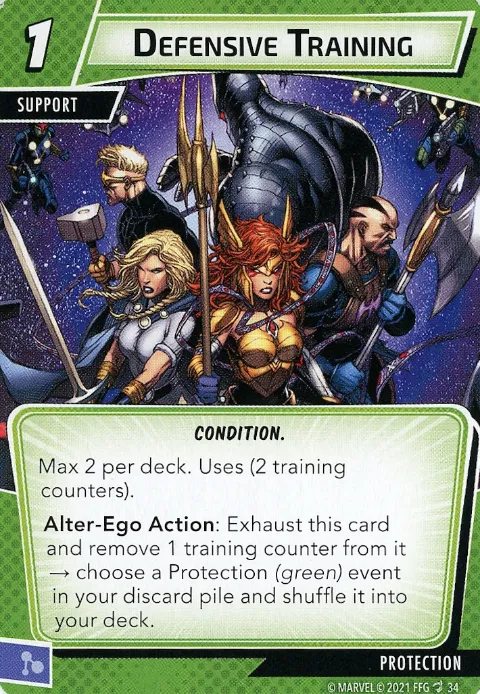 1
DEFENSIVE TRAINING
SUPPORT
CONDITION.
Max 2 per deck. Uses (2 training
counters).
Alter-Ego Action: Exhaust this card
and remove 1 training counter from it
→ choose a Protection (green) event
in your discard pile and shuffle it into
your deck.
PROTECTION
© MARVEL © 2021 FFG 34